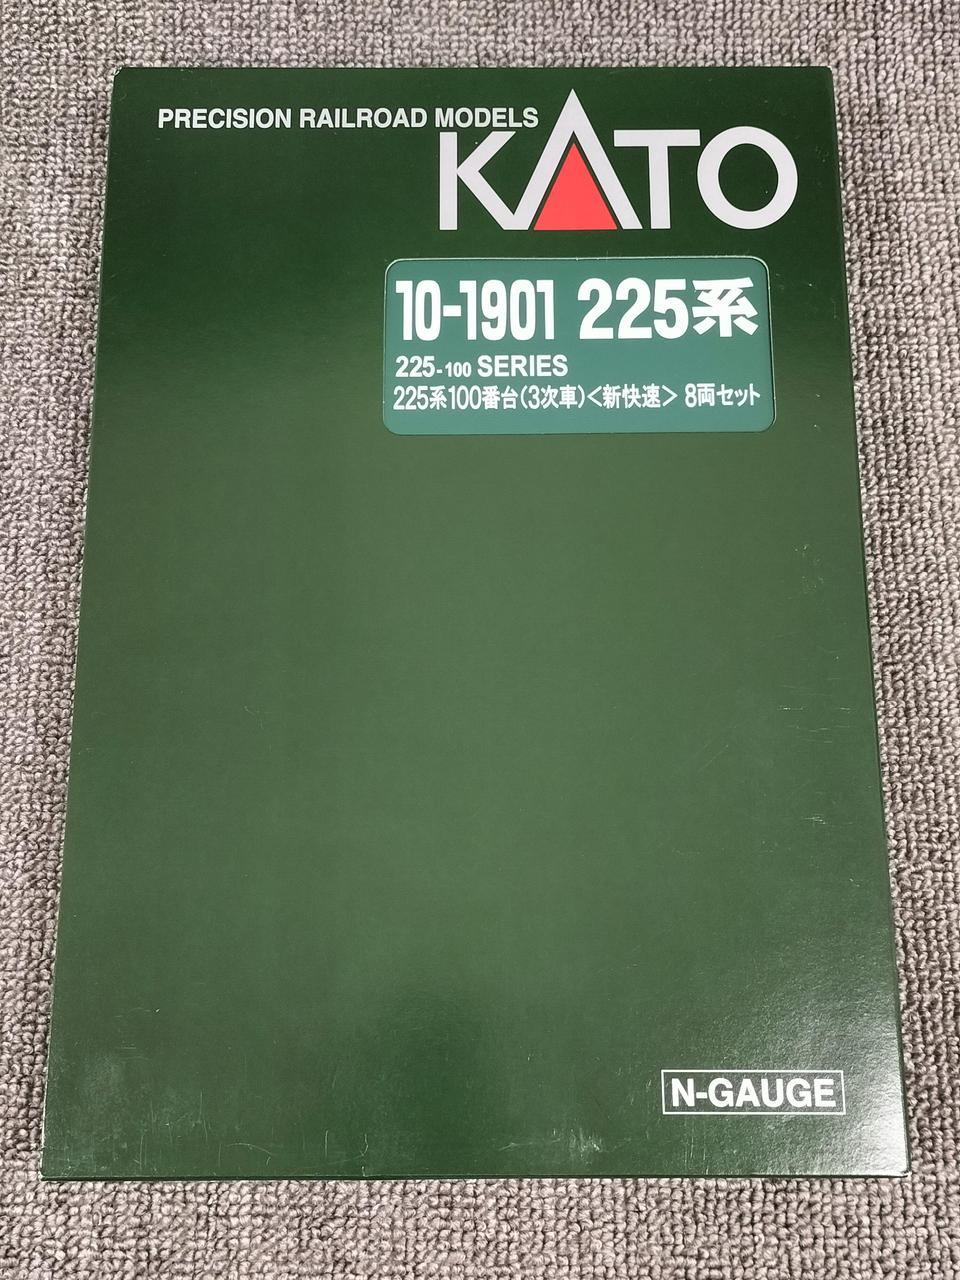 PRECISION RAILROAD MODELS
KATO
10-1901 225系
225-100 SERIES
225系100番台(3次車)<新快速> 8両セット
N-GAUGE